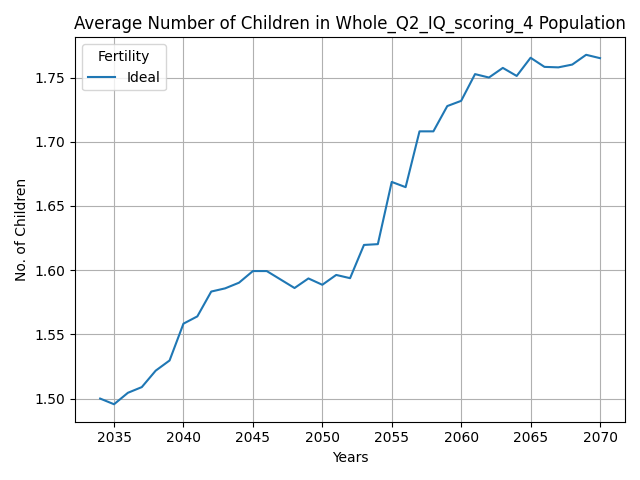 Average Number of Children in Whole_Q2_IQ_scoring_4 Population
Fertility
Ideal
No. of Children
1.75
1.70
1.65
1.60
1.55
1.50
2035 2040 2045 2050 2055 2060 2065 2070
Years